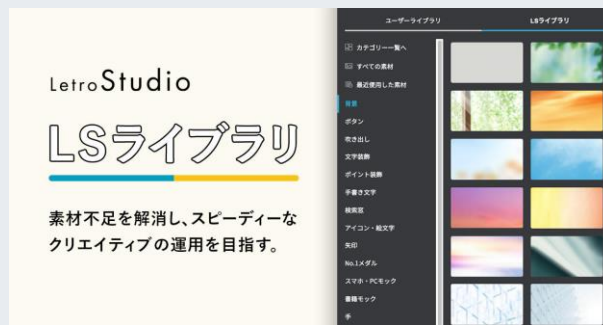 LetroStudio
LSライブラリ
素材不足を解消し、スピーディーな
クリエイティブの運用を目指す。
ユーザーライブラリ
LSライブラリ
カテゴリー一覧へ
すべての素材
最近使用した素材
背景
ボタン
吹き出し
文字装飾
ポイント装飾
手書き文字
検索窓
アイコン・絵文字
矢印
No.1メダル
スマホ・PCモック
書籍モック
手